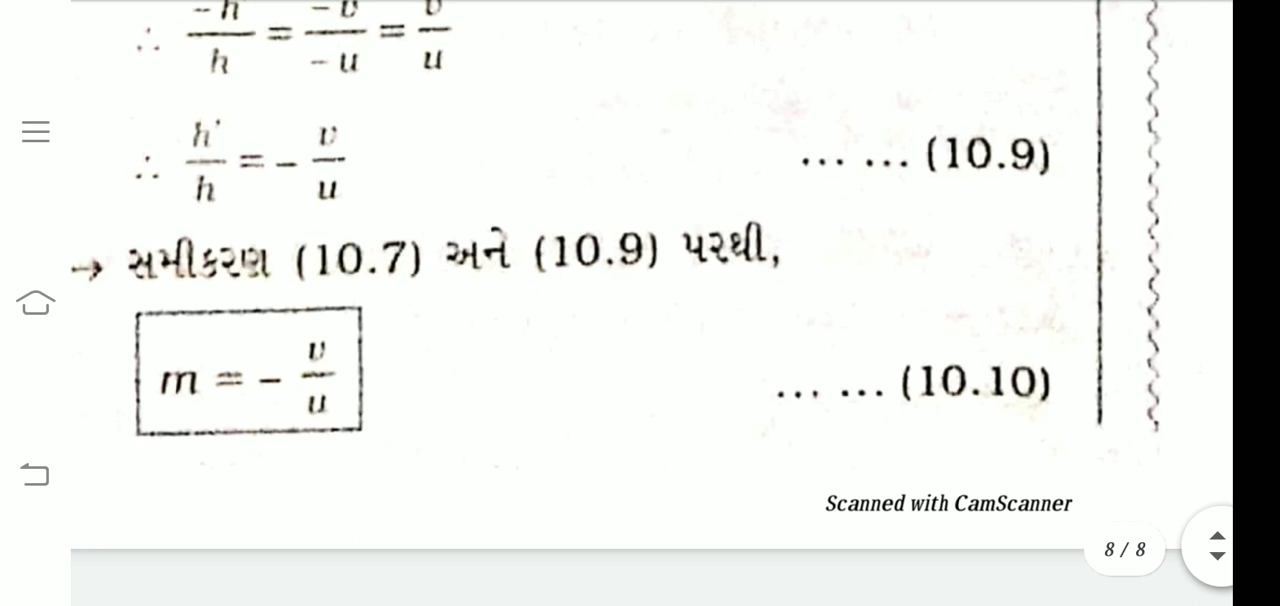 ∴ -h' / h = -v / -u = v / u
∴ h' / h = - v / u ... ... (10.9)
→ સમીકરણ (10.7) અને (10.9) પરથી,
m = - v / u ... ... (10.10)
Scanned with CamScanner
8 / 8